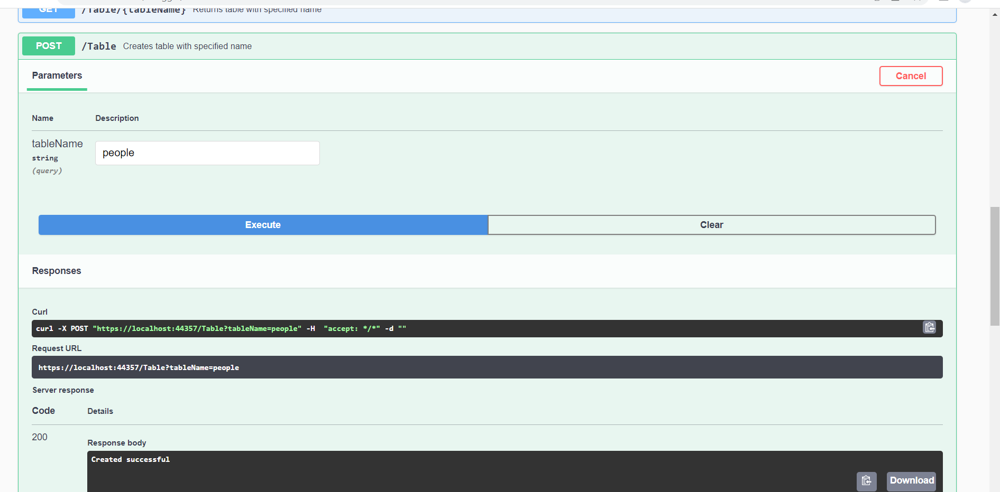 GET /Table/{tableName} Returns table with specified name
POST /Table Creates table with specified name
Parameters Cancel
Name Description
tableName people
string
(query)
Execute Clear
Responses
Curl
curl -X POST "https://localhost:44357/Table?tableName=people" -H  "accept: */*" -d ""
Request URL
https://localhost:44357/Table?tableName=people
Server response
Code Details
200
Response body
Created successful
Download